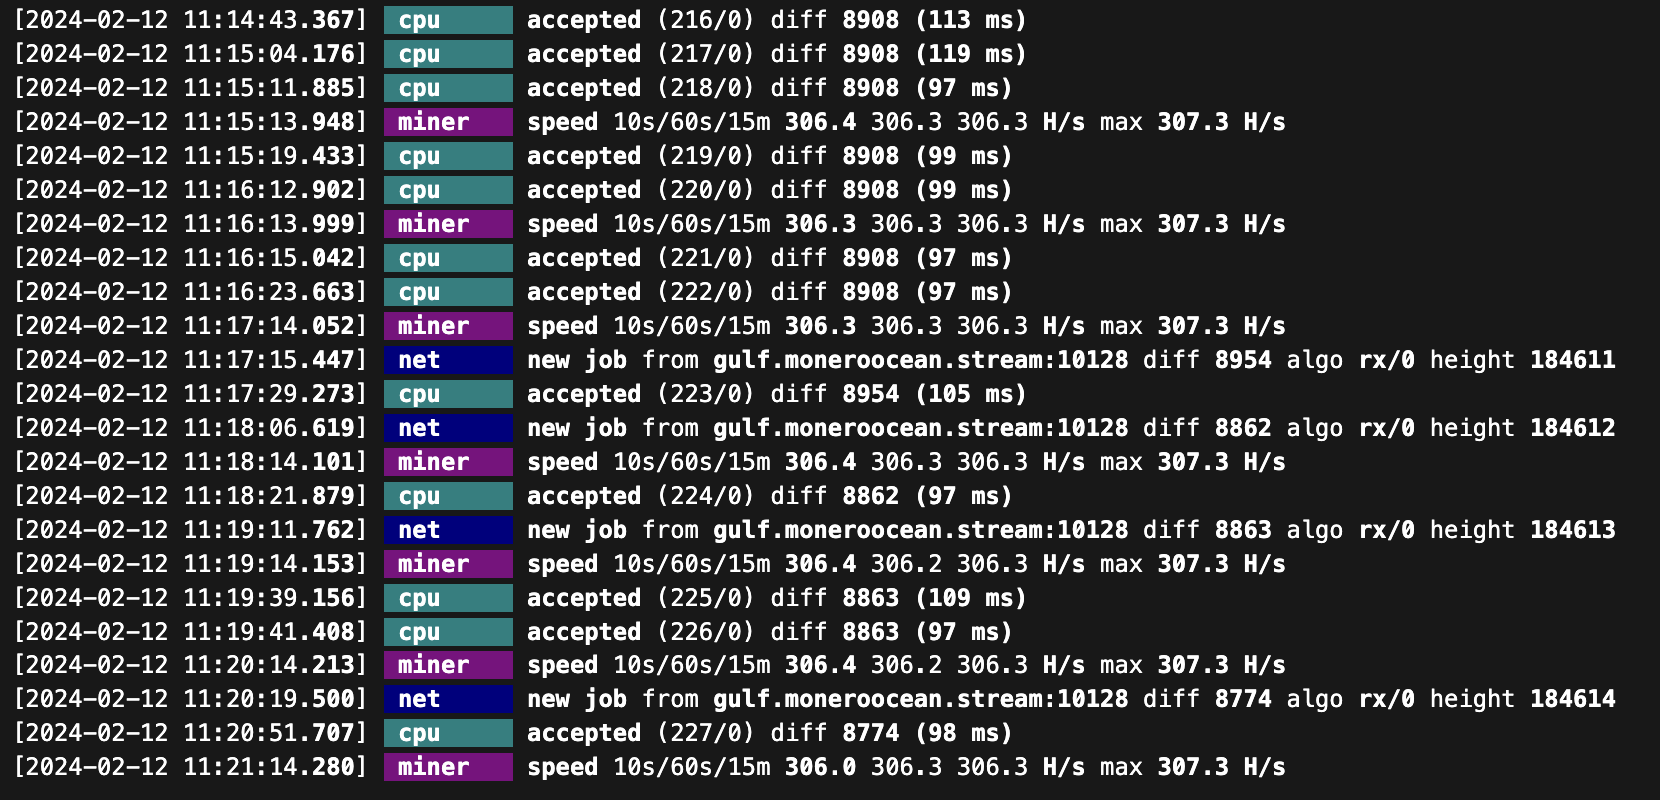 [2024-02-12 11:14:43.367] cpu accepted (216/0) diff 8908 (113 ms)
[2024-02-12 11:15:04.176] cpu accepted (217/0) diff 8908 (119 ms)
[2024-02-12 11:15:11.885] cpu accepted (218/0) diff 8908 (97 ms)
[2024-02-12 11:15:13.948] miner speed 10s/60s/15m 306.4 306.3 306.3 H/s max 307.3 H/s
[2024-02-12 11:15:19.433] cpu accepted (219/0) diff 8908 (99 ms)
[2024-02-12 11:16:12.902] cpu accepted (220/0) diff 8908 (99 ms)
[2024-02-12 11:16:13.999] miner speed 10s/60s/15m 306.3 306.3 306.3 H/s max 307.3 H/s
[2024-02-12 11:16:15.042] cpu accepted (221/0) diff 8908 (97 ms)
[2024-02-12 11:16:23.663] cpu accepted (222/0) diff 8908 (97 ms)
[2024-02-12 11:17:14.052] miner speed 10s/60s/15m 306.3 306.3 306.3 H/s max 307.3 H/s
[2024-02-12 11:17:15.447] net new job from gulf.moneroocean.stream:10128 diff 8954 algo rx/0 height 184611
[2024-02-12 11:17:29.273] cpu accepted (223/0) diff 8954 (105 ms)
[2024-02-12 11:18:06.619] net new job from gulf.moneroocean.stream:10128 diff 8862 algo rx/0 height 184612
[2024-02-12 11:18:14.101] miner speed 10s/60s/15m 306.4 306.3 306.3 H/s max 307.3 H/s
[2024-02-12 11:18:21.879] cpu accepted (224/0) diff 8862 (97 ms)
[2024-02-12 11:19:11.762] net new job from gulf.moneroocean.stream:10128 diff 8863 algo rx/0 height 184613
[2024-02-12 11:19:14.153] miner speed 10s/60s/15m 306.4 306.2 306.3 H/s max 307.3 H/s
[2024-02-12 11:19:39.156] cpu accepted (225/0) diff 8863 (109 ms)
[2024-02-12 11:19:41.408] cpu accepted (226/0) diff 8863 (97 ms)
[2024-02-12 11:20:14.213] miner speed 10s/60s/15m 306.4 306.2 306.3 H/s max 307.3 H/s
[2024-02-12 11:20:19.500] net new job from gulf.moneroocean.stream:10128 diff 8774 algo rx/0 height 184614
[2024-02-12 11:20:51.707] cpu accepted (227/0) diff 8774 (98 ms)
[2024-02-12 11:21:14.280] miner speed 10s/60s/15m 306.0 306.3 306.3 H/s max 307.3 H/s